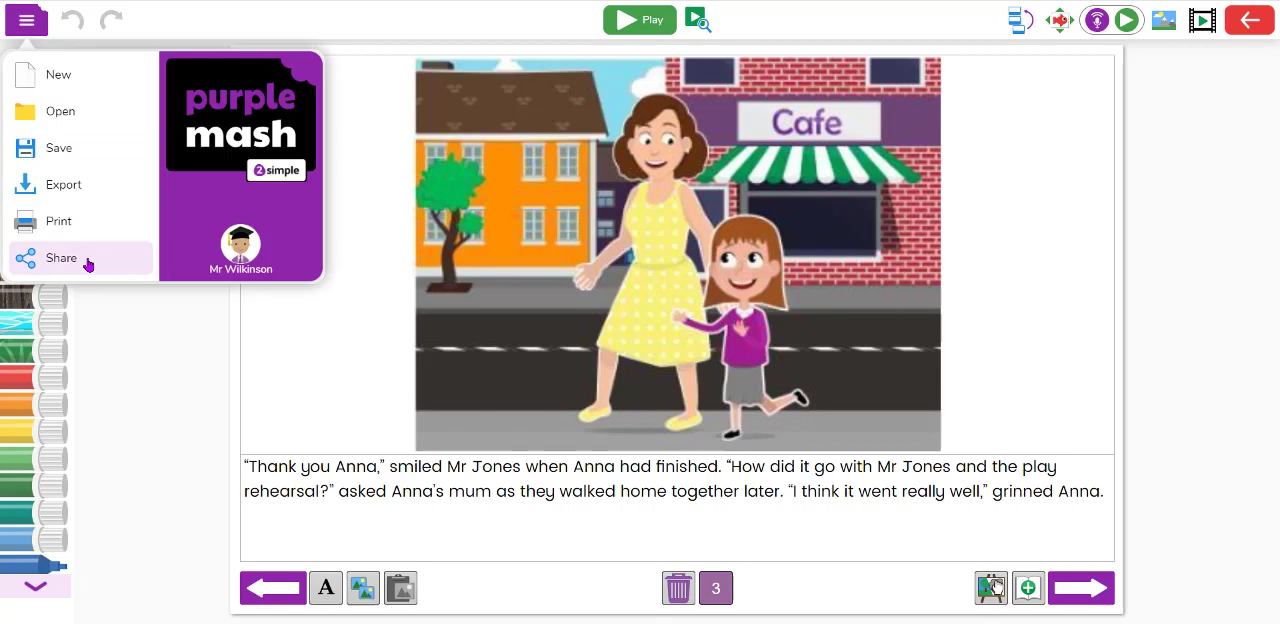 Play
New
Open
Save
Export
Print
Share
purple
mash
2 simple
Mr Wilkinson
Cafe
“Thank you Anna,” smiled Mr Jones when Anna had finished. “How did it go with Mr Jones and the play
rehearsal?” asked Anna's mum as they walked home together later. “I think it went really well,” grinned Anna.
A
3